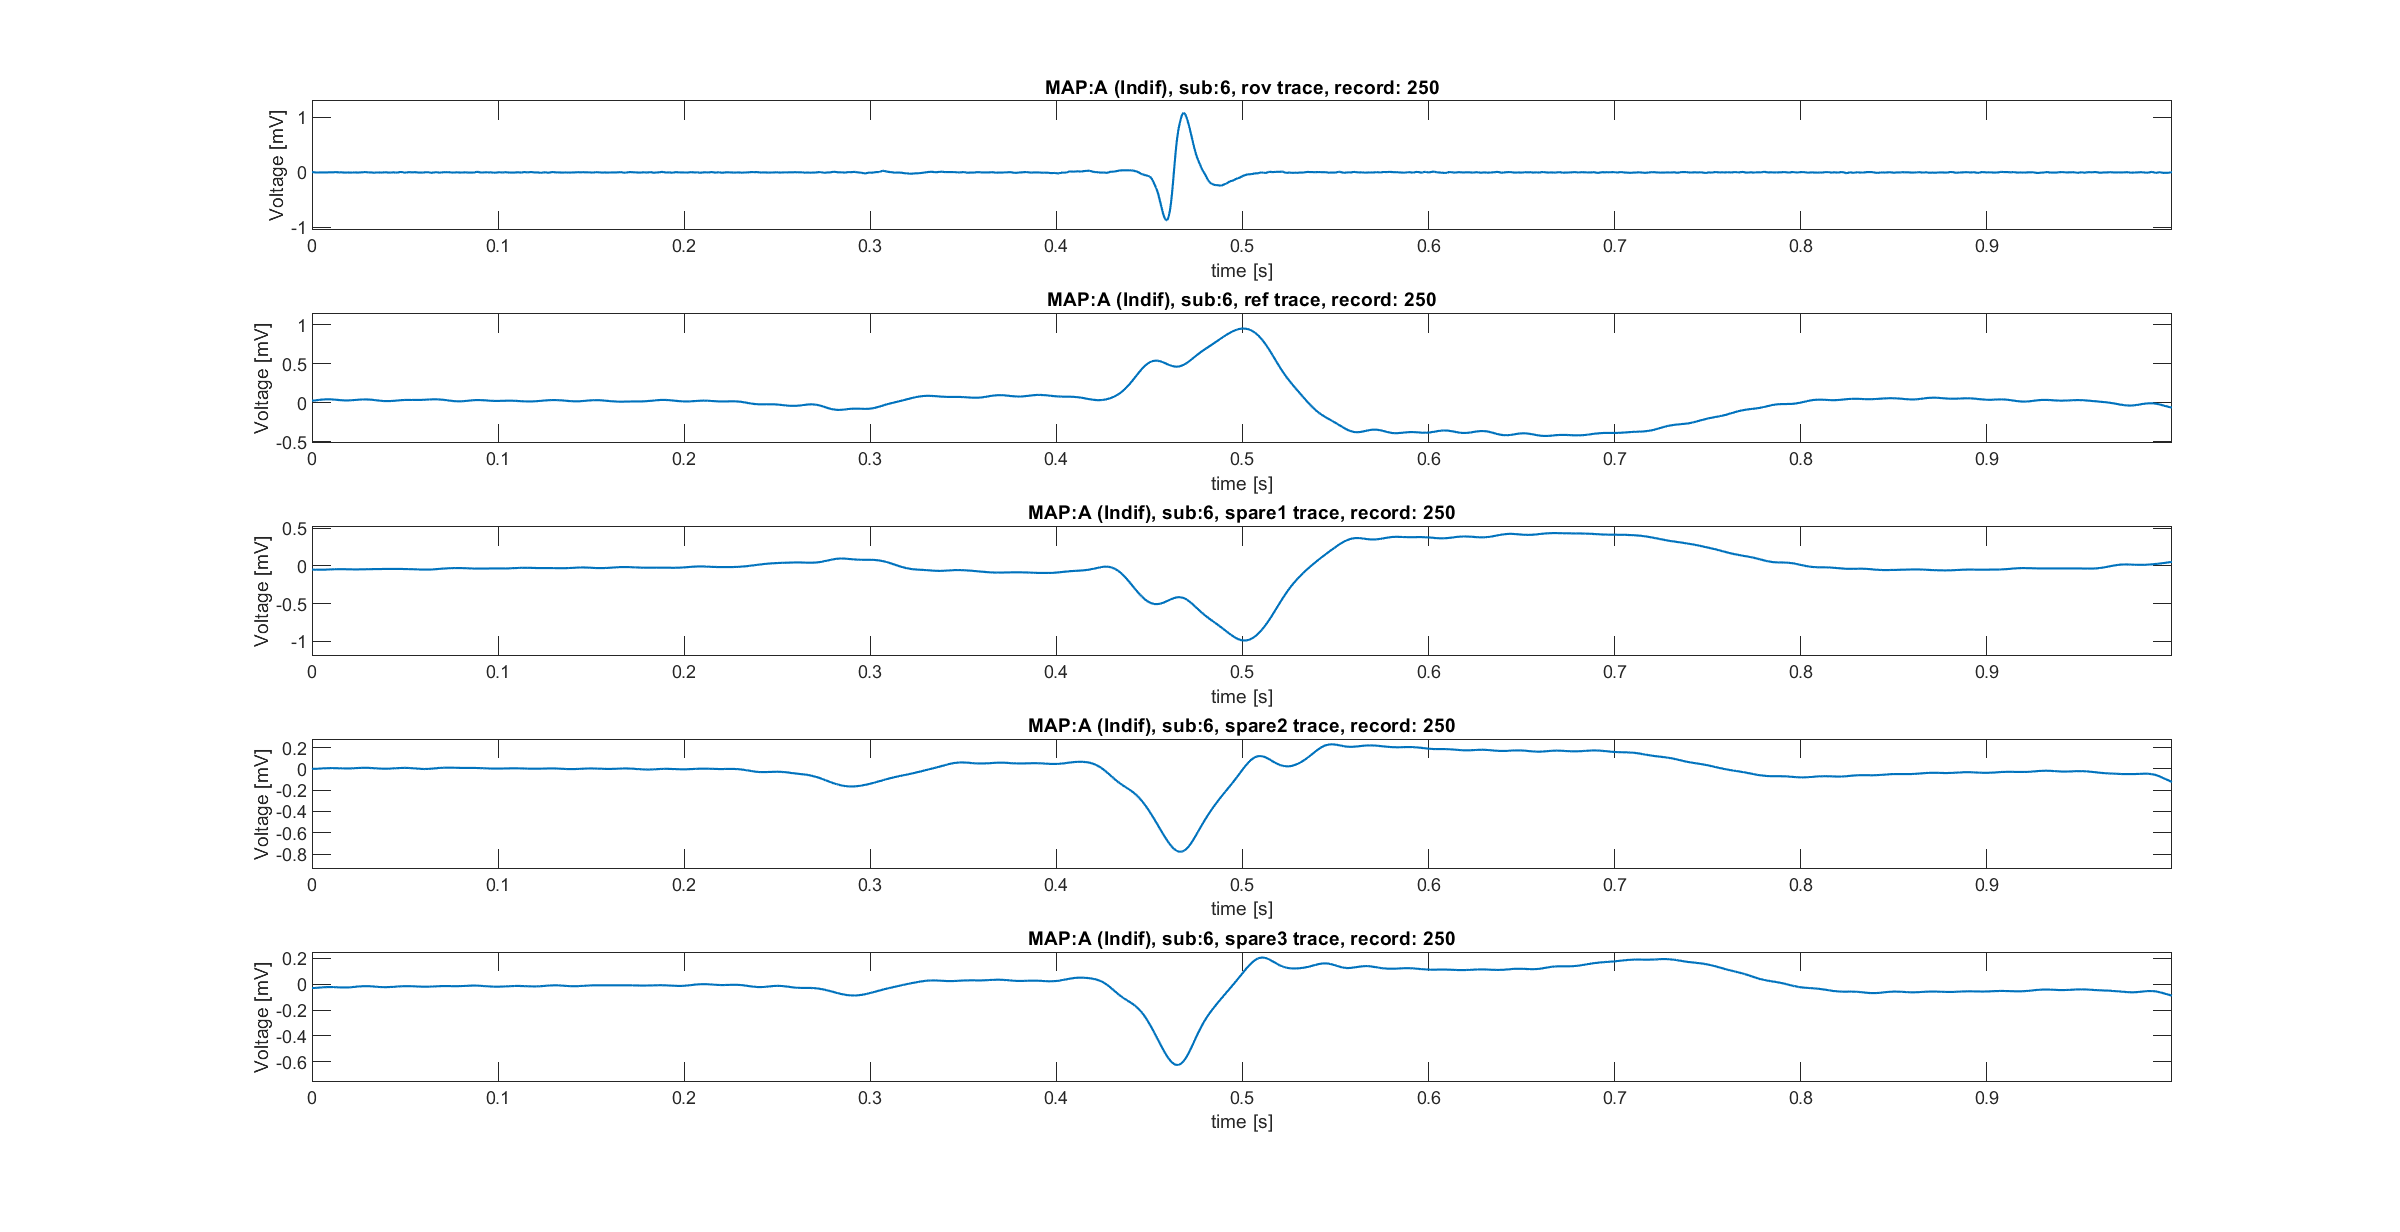 MAP:A (Indif), sub:6, rov trace, record: 250
Voltage [mV]
1
0
-1
0 0.1 0.2 0.3 0.4 0.5 0.6 0.7 0.8 0.9
time [s]
MAP:A (Indif), sub:6, ref trace, record: 250
Voltage [mV]
1
0.5
0
-0.5
0 0.1 0.2 0.3 0.4 0.5 0.6 0.7 0.8 0.9
time [s]
MAP:A (Indif), sub:6, spare1 trace, record: 250
Voltage [mV]
0.5
0
-0.5
-1
0 0.1 0.2 0.3 0.4 0.5 0.6 0.7 0.8 0.9
time [s]
MAP:A (Indif), sub:6, spare2 trace, record: 250
Voltage [mV]
0.2
0
-0.2
-0.4
-0.6
-0.8
0 0.1 0.2 0.3 0.4 0.5 0.6 0.7 0.8 0.9
time [s]
MAP:A (Indif), sub:6, spare3 trace, record: 250
Voltage [mV]
0.2
0
-0.2
-0.4
-0.6
0 0.1 0.2 0.3 0.4 0.5 0.6 0.7 0.8 0.9
time [s]